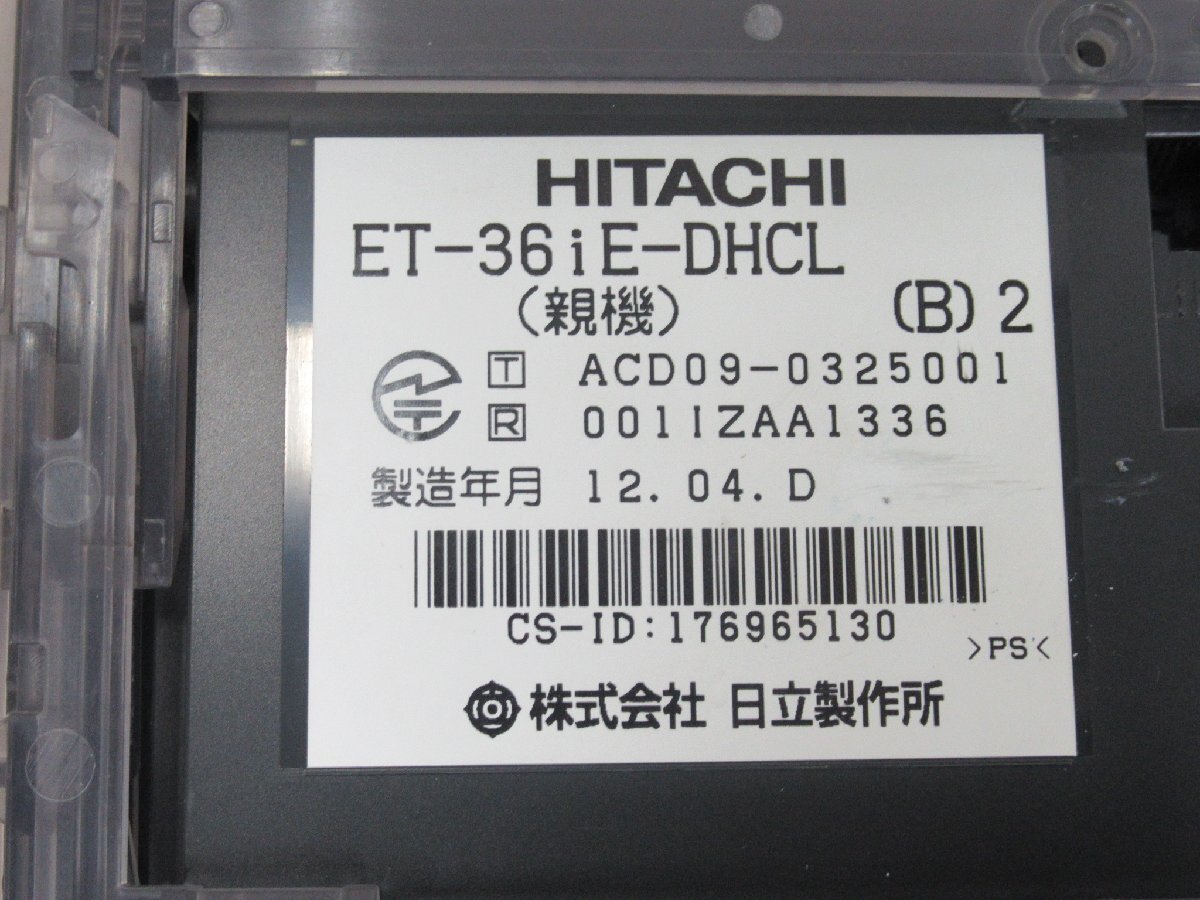 HITACHI
ET-36iE-DHCL
(親機) (B)2
T ACD09-0325001
R 001IZAA1336
製造年月 12.04.D
CS-ID:176965130
>PS<
株式会社 日立製作所